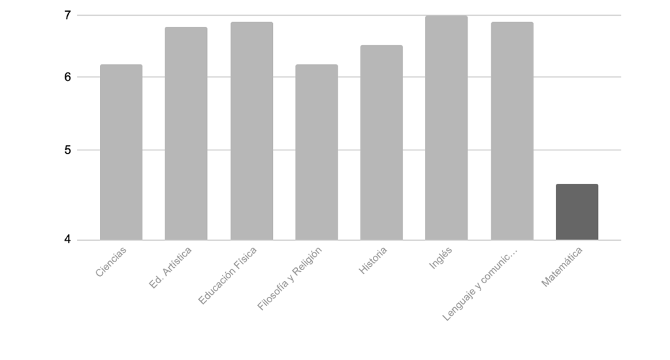 7
6
5
4
Ciencias
Ed. Artística
Educación Física
Filosofía y Religión
Historia
Inglés
Lenguaje y comunic...
Matemática